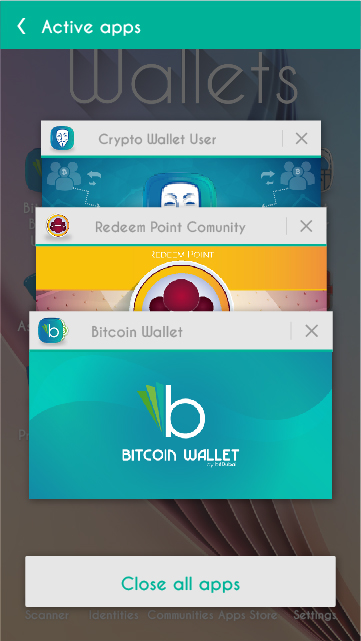 Active apps
Wallets
Crypto Wallet User
Redeem Point Comunity
REDEEM POINT
Bitcoin Wallet
b
BITCOIN WALLET
Close all apps
Scanner Identities Communities Apps Store Settings